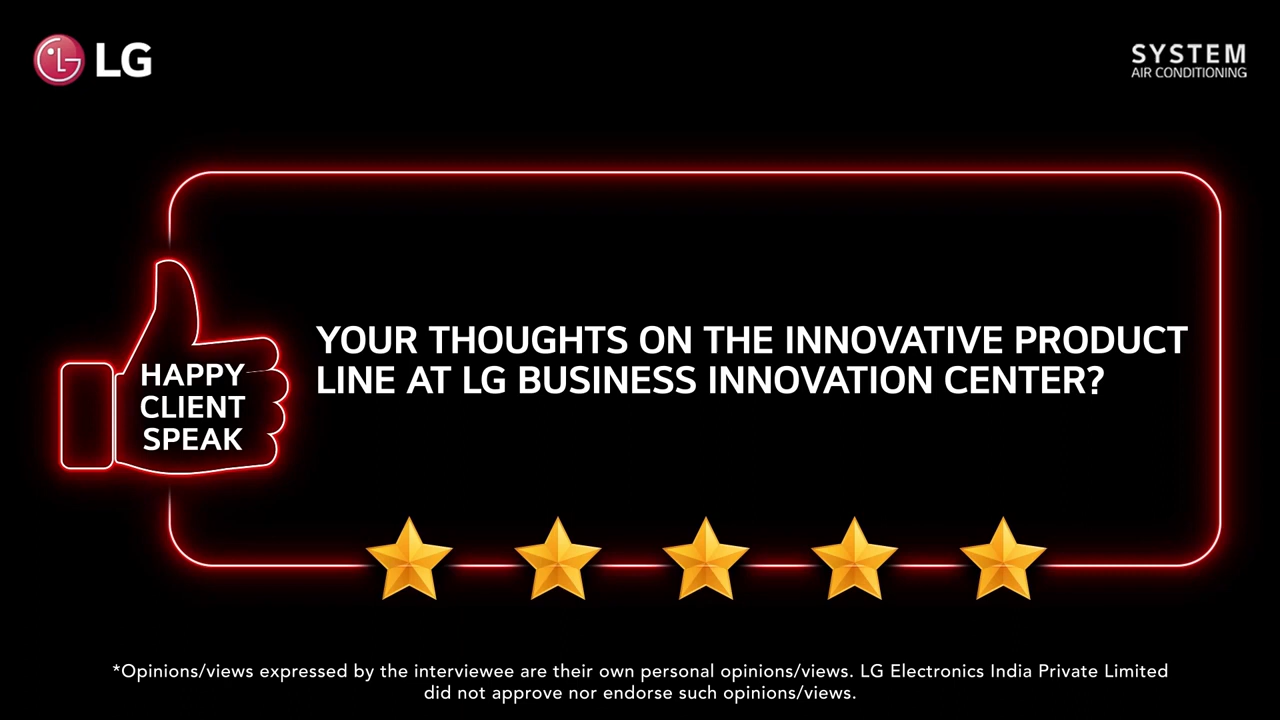 LG
SYSTEM
AIR CONDITIONING
YOUR THOUGHTS ON THE INNOVATIVE PRODUCT
LINE AT LG BUSINESS INNOVATION CENTER?
HAPPY
CLIENT
SPEAK
*Opinions/views expressed by the interviewee are their own personal opinions/views. LG Electronics India Private Limited
did not approve nor endorse such opinions/views.